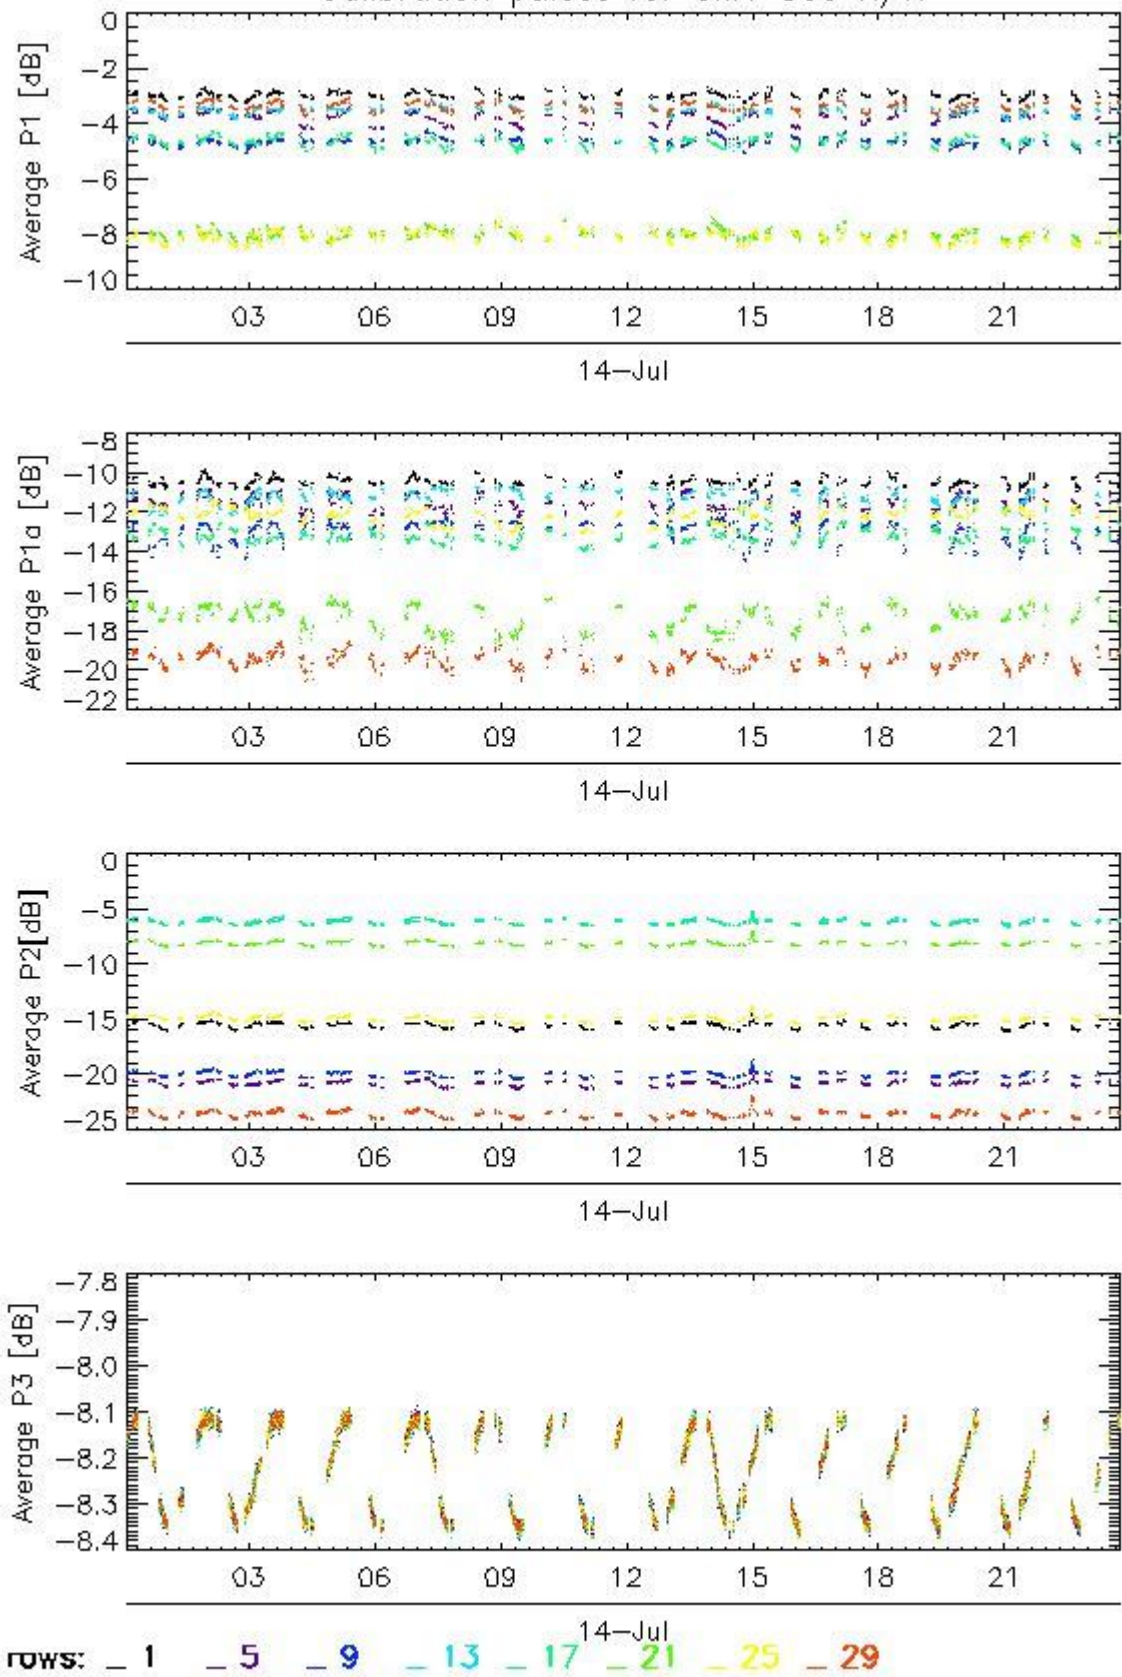 0
−2
−4
−6
−8
−10
Average P1 [dB]
03 06 09 12 15 18 21
14−Jul
−8
−10
−12
−14
−16
−18
−20
−22
Average P1a [dB]
03 06 09 12 15 18 21
14−Jul
0
−5
−10
−15
−20
−25
Average P2[dB]
03 06 09 12 15 18 21
14−Jul
−7.8
−7.9
−8.0
−8.1
−8.2
−8.3
−8.4
Average P3 [dB]
03 06 09 12 15 18 21
14−Jul
rows: _ 1 _ 5 _ 9 _ 13 _ 17 _ 21 _ 25 _ 29